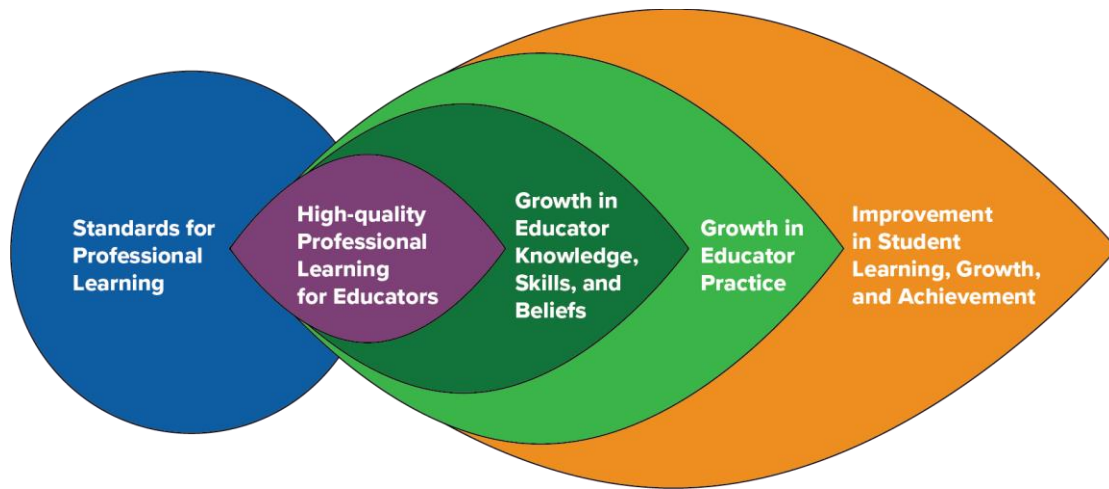 Standards for
Professional
Learning
High-quality
Professional
Learning
for Educators
Growth in
Educator
Knowledge,
Skills, and
Beliefs
Growth in
Educator
Practice
Improvement
in Student
Learning, Growth,
and Achievement